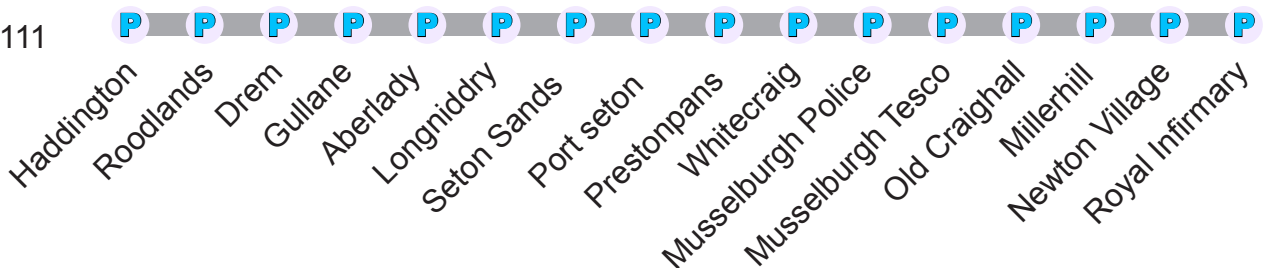 111
P P P P P P P P P P P P P P P P
Haddington
Roodlands
Drem
Gullane
Aberlady
Longniddry
Seton Sands
Port seton
Prestonpans
Whitecraig
Musselburgh Police
Musselburgh Tesco
Old Craighall
Millerhill
Newton Village
Royal Infirmary